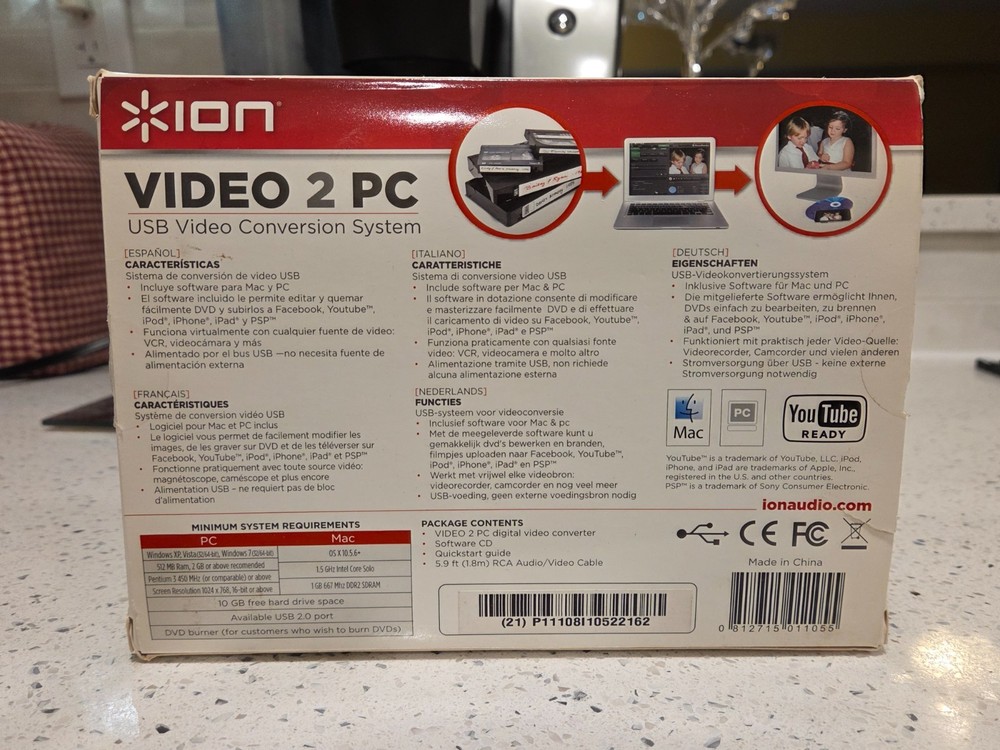 ION
VIDEO 2 PC
USB Video Conversion System
[ESPAÑOL]
CARACTERÍSTICAS
Sistema de conversión de video USB
• Incluye software para Mac y PC
• El software incluido le permite editar y quemar
fácilmente DVD y subirlos a Facebook, Youtube™,
iPod®, iPhone®, iPad® y PSP™
• Funciona virtualmente con cualquier fuente de video:
VCR, videocámara y más
• Alimentado por el bus USB —no necesita fuente de
alimentación externa
[FRANÇAIS]
CARACTÉRISTIQUES
Système de conversion vidéo USB
• Logiciel pour Mac et PC inclus
• Le logiciel vous permet de facilement modifier les
images, de les graver sur DVD et de les téléverser sur
Facebook, YouTube™, iPod®, iPhone®, iPad® et PSP™
• Fonctionne pratiquement avec toute source vidéo:
magnétoscope, caméscope et plus encore
• Alimentation USB – ne requiert pas de bloc
d'alimentation
[ITALIANO]
CARATTERISTICHE
Sistema di conversione video USB
• Include software per Mac & PC
• Il software in dotazione consente di modificare
e masterizzare facilmente DVD e di effettuare
il caricamento di video su Facebook, Youtube™,
iPod®, iPhone®, iPad® e PSP™
• Funziona praticamente con qualsiasi fonte
video: VCR, videocamera e molto altro
• Alimentazione tramite USB, non richiede
alcuna alimentazione esterna
[NEDERLANDS]
FUNCTIES
USB-systeem voor videoconversie
• Inclusief software voor Mac & pc
• Met de meegeleverde software kunt u
gemakkelijk dvd's bewerken en branden,
filmpjes uploaden naar Facebook, YouTube™,
iPod®, iPhone®, iPad® en PSP™
• Werkt met vrijwel elke videobron:
videorecorder, camcorder en nog veel meer
• USB-voeding, geen externe voedingsbron nodig
[DEUTSCH]
EIGENSCHAFTEN
USB-Videokonvertierungssystem
• Inklusive Software für Mac und PC
• Die mitgelieferte Software ermöglicht Ihnen,
DVDs einfach zu bearbeiten, zu brennen
& auf Facebook, Youtube™, iPod®, iPhone®,
iPad®, und PSP™
• Funktioniert mit praktisch jeder Video-Quelle:
Videorecorder, Camcorder und vielen anderen
• Stromversorgung über USB - keine externe
Stromversorgung notwendig
Mac
PC
YouTube
READY
YouTube™ is a trademark of YouTube, LLC. iPod,
iPhone, and iPad are trademarks of Apple, Inc.,
registered in the U.S. and other countries.
PSP™ is a trademark of Sony Consumer Electronic.
ionaudio.com
MINIMUM SYSTEM REQUIREMENTS
PC Mac
Windows XP, Vista(32/64-bit), Windows 7(32/64-bit) OS X 10.5.6+
512 MB Ram, 2 GB or above recomended 1.5 GHz Intel Core Solo
Pentium 3 450 MHz (or comparable) or above 1 GB 667 Mhz DDR2 SDRAM
Screen Resolution 1024 x 768, 16-bit or above
10 GB free hard drive space
Available USB 2.0 port
DVD burner (for customers who wish to burn DVDs)
PACKAGE CONTENTS
• VIDEO 2 PC digital video converter
• Software CD
• Quickstart guide
• 5.9 ft (1.8m) RCA Audio/Video Cable
(21) P11108I10522162
CE FC
Made in China
0 812715 011055